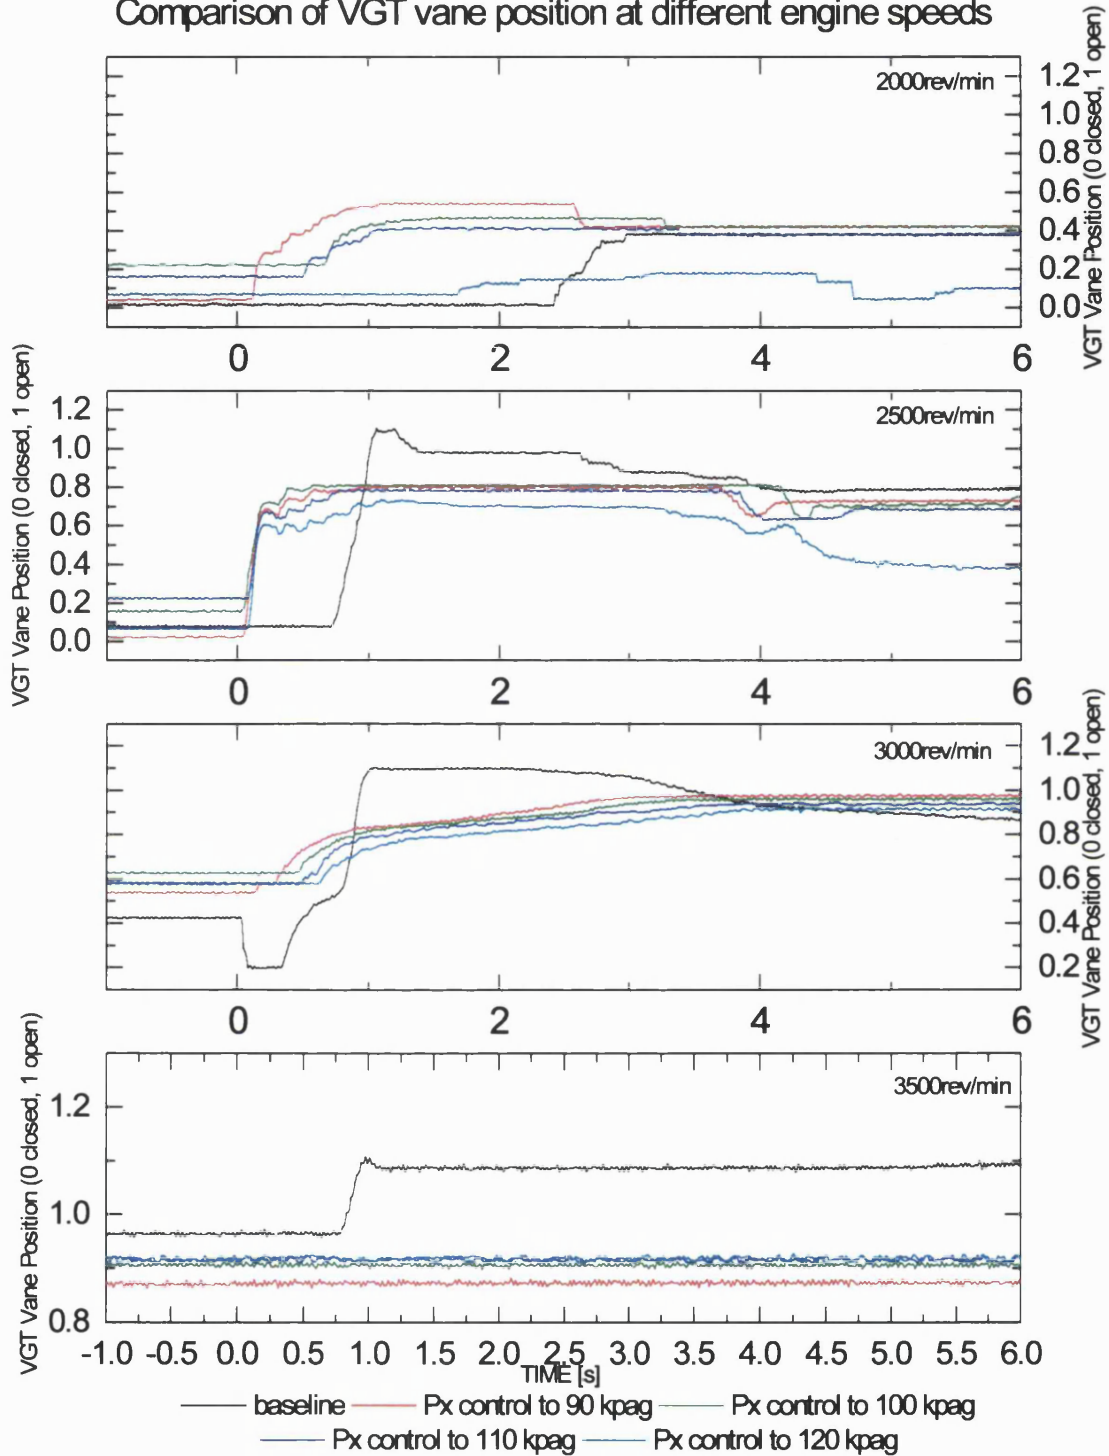 Comparison of VGT vane position at different engine speeds
2000rev/min
1.2
1.0
0.8
0.6
0.4
0.2
0.0
VGT Vane Position (0 closed, 1 open)
0 2 4 6
VGT Vane Position (0 closed, 1 open)
1.2
1.0
0.8
0.6
0.4
0.2
0.0
2500rev/min
0 2 4 6
3000rev/min
1.2
1.0
0.8
0.6
0.4
0.2
VGT Vane Position (0 closed, 1 open)
0 2 4 6
VGT Vane Position (0 closed, 1 open)
1.2
1.0
0.8
3500rev/min
-1.0 -0.5 0.0 0.5 1.0 1.5 2.0 2.5 3.0 3.5 4.0 4.5 5.0 5.5 6.0
TIME [s]
baseline Px control to 90 kpag Px control to 100 kpag
Px control to 110 kpag Px control to 120 kpag